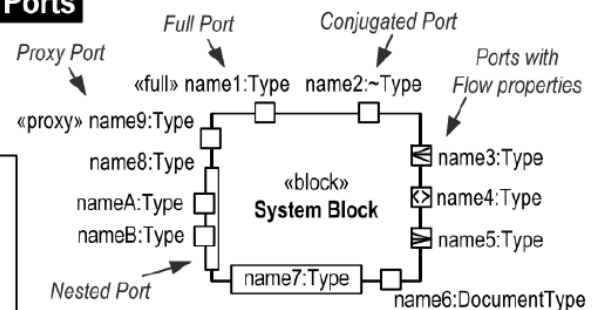 Ports
Full Port
Conjugated Port
Proxy Port
Ports with
Flow properties
«full» name1:Type
name2:~Type
«proxy» name9:Type
name8:Type
name3:Type
«block»
nameA:Type
name4:Type
System Block
nameB:Type
name5:Type
name7:Type
Nested Port
name6:DocumentType